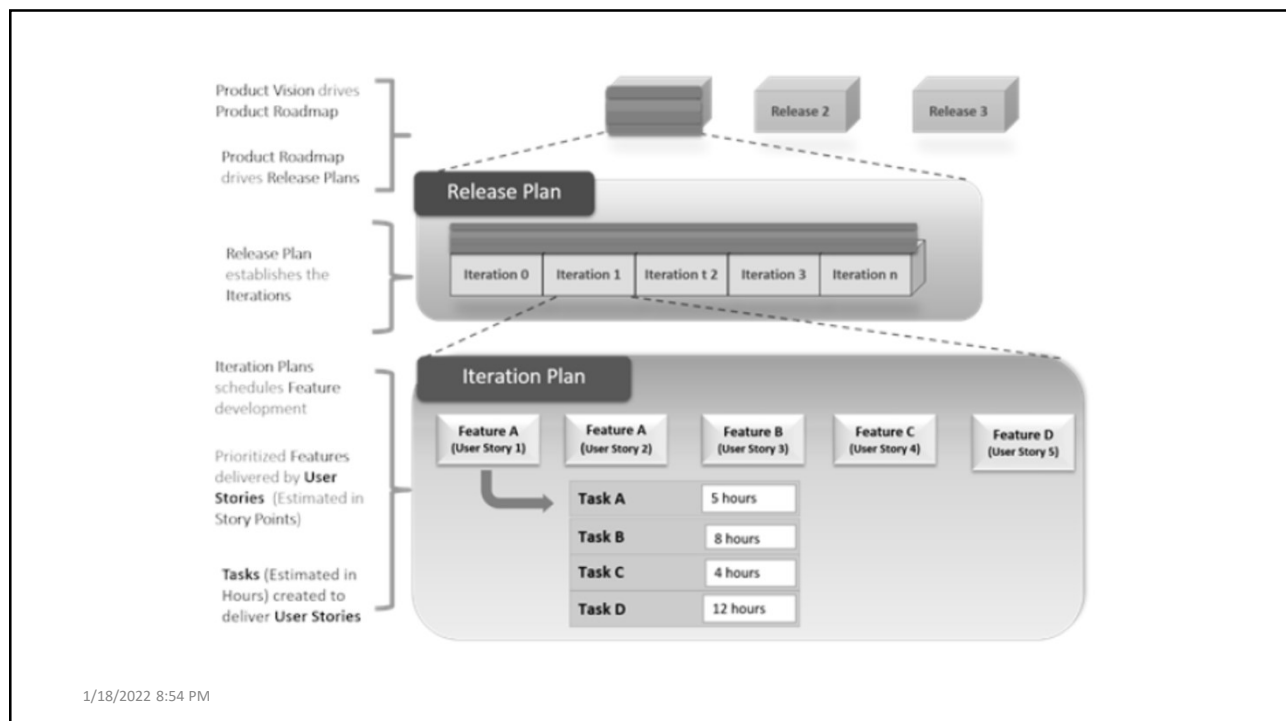 Product Vision drives
Product Roadmap
Product Roadmap
drives Release Plans
Release 2
Release 3
Release Plan
Release Plan
establishes the
Iterations
Iteration 0
Iteration 1
Iteration t 2
Iteration 3
Iteration n
Iteration Plans
schedules Feature
development
Prioritized Features
delivered by User
Stories (Estimated in
Story Points)
Tasks (Estimated in
Hours) created to
deliver User Stories
Iteration Plan
Feature A
(User Story 1)
Feature A
(User Story 2)
Feature B
(User Story 3)
Feature C
(User Story 4)
Feature D
(User Story 5)
Task A
5 hours
Task B
8 hours
Task C
4 hours
Task D
12 hours
1/18/2022 8:54 PM